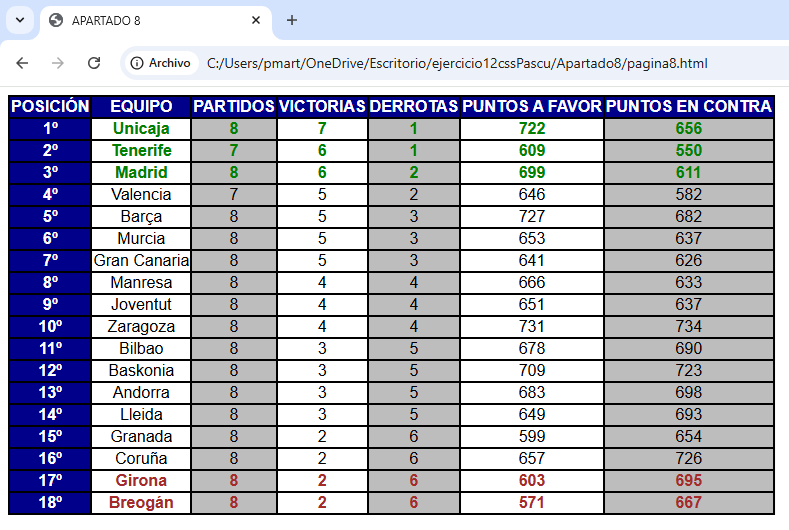 APARTADO 8
Archivo C:/Users/pmart/OneDrive/Escritorio/ejercicio12cssPascu/Apartado8/pagina8.html
POSICIÓN EQUIPO PARTIDOS VICTORIAS DERROTAS PUNTOS A FAVOR PUNTOS EN CONTRA
1º Unicaja 8 7 1 722 656
2º Tenerife 7 6 1 609 550
3º Madrid 8 6 2 699 611
4º Valencia 7 5 2 646 582
5º Barça 8 5 3 727 682
6º Murcia 8 5 3 653 637
7º Gran Canaria 8 5 3 641 626
8º Manresa 8 4 4 666 633
9º Joventut 8 4 4 651 637
10º Zaragoza 8 4 4 731 734
11º Bilbao 8 3 5 678 690
12º Baskonia 8 3 5 709 723
13º Andorra 8 3 5 683 698
14º Lleida 8 3 5 649 693
15º Granada 8 2 6 599 654
16º Coruña 8 2 6 657 726
17º Girona 8 2 6 603 695
18º Breogán 8 2 6 571 667